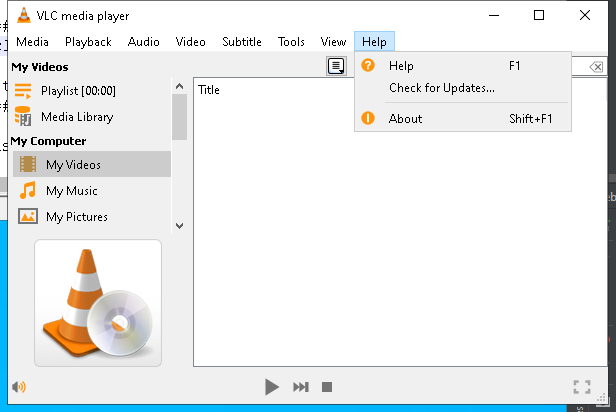 VLC media player
Media Playback Audio Video Subtitle Tools View Help
My Videos
Playlist [00:00]
Media Library
My Computer
My Videos
My Music
My Pictures
Title
Help F1
Check for Updates...
About Shift+F1